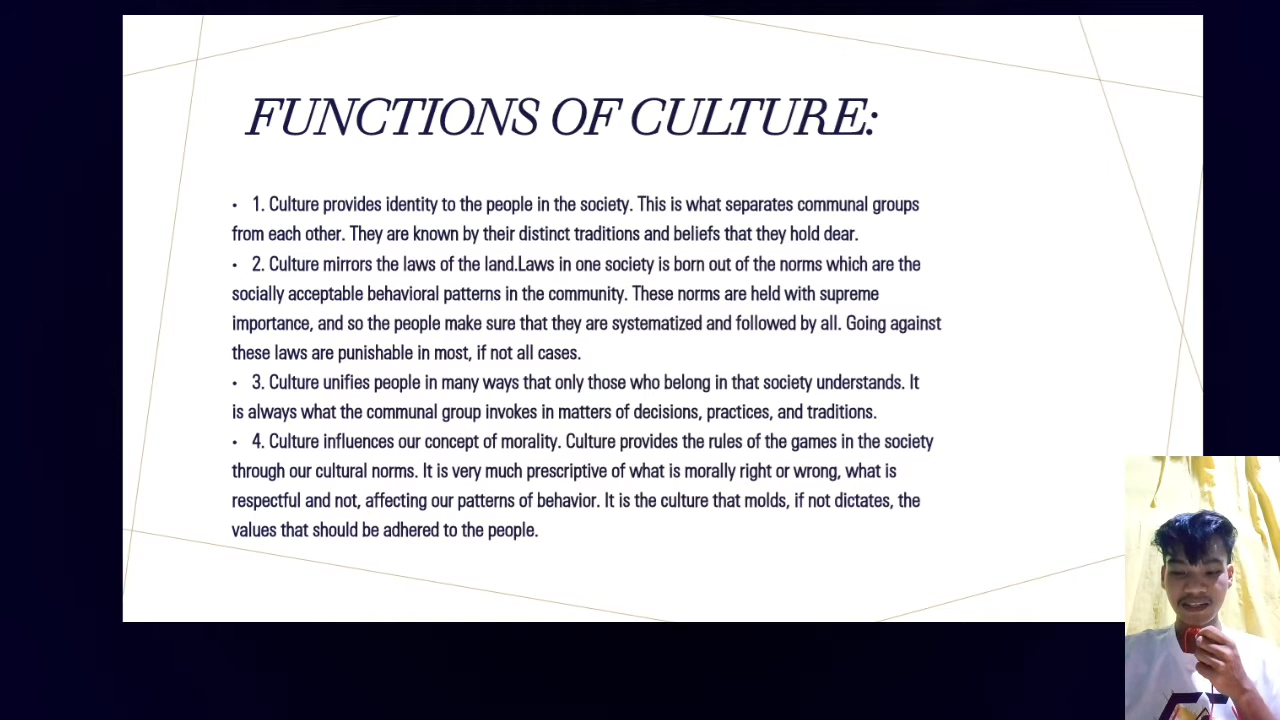 FUNCTIONS OF CULTURE:
• 1. Culture provides identity to the people in the society. This is what separates communal groups
from each other. They are known by their distinct traditions and beliefs that they hold dear.
• 2. Culture mirrors the laws of the land.Laws in one society is born out of the norms which are the
socially acceptable behavioral patterns in the community. These norms are held with supreme
importance, and so the people make sure that they are systematized and followed by all. Going against
these laws are punishable in most, if not all cases.
• 3. Culture unifies people in many ways that only those who belong in that society understands. It
is always what the communal group invokes in matters of decisions, practices, and traditions.
• 4. Culture influences our concept of morality. Culture provides the rules of the games in the society
through our cultural norms. It is very much prescriptive of what is morally right or wrong, what is
respectful and not, affecting our patterns of behavior. It is the culture that molds, if not dictates, the
values that should be adhered to the people.